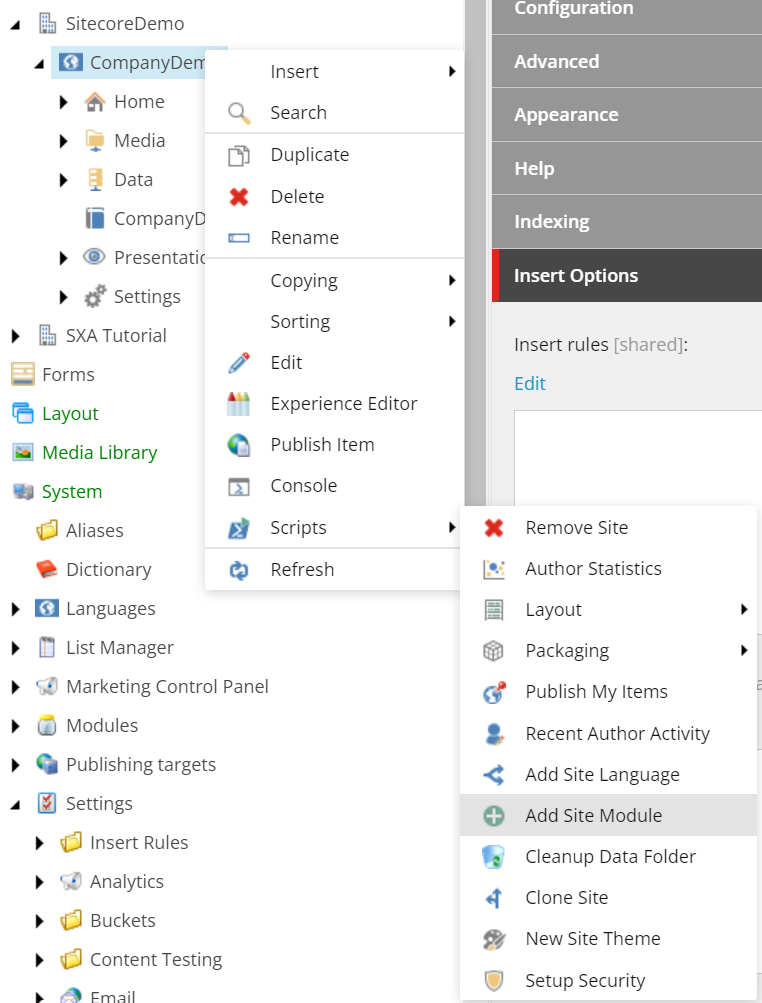 SitecoreDemo
CompanyDem
Home
Media
Data
CompanyD
Presentatio
Settings
SXA Tutorial
Forms
Layout
Media Library
System
Aliases
Dictionary
Languages
List Manager
Marketing Control Panel
Modules
Publishing targets
Settings
Insert Rules
Analytics
Buckets
Content Testing
Email
Insert
Search
Duplicate
Delete
Rename
Copying
Sorting
Edit
Experience Editor
Publish Item
Console
Scripts
Refresh
Configuration
Advanced
Appearance
Help
Indexing
Insert Options
Insert rules [shared]:
Edit
Remove Site
Author Statistics
Layout
Packaging
Publish My Items
Recent Author Activity
Add Site Language
Add Site Module
Cleanup Data Folder
Clone Site
New Site Theme
Setup Security